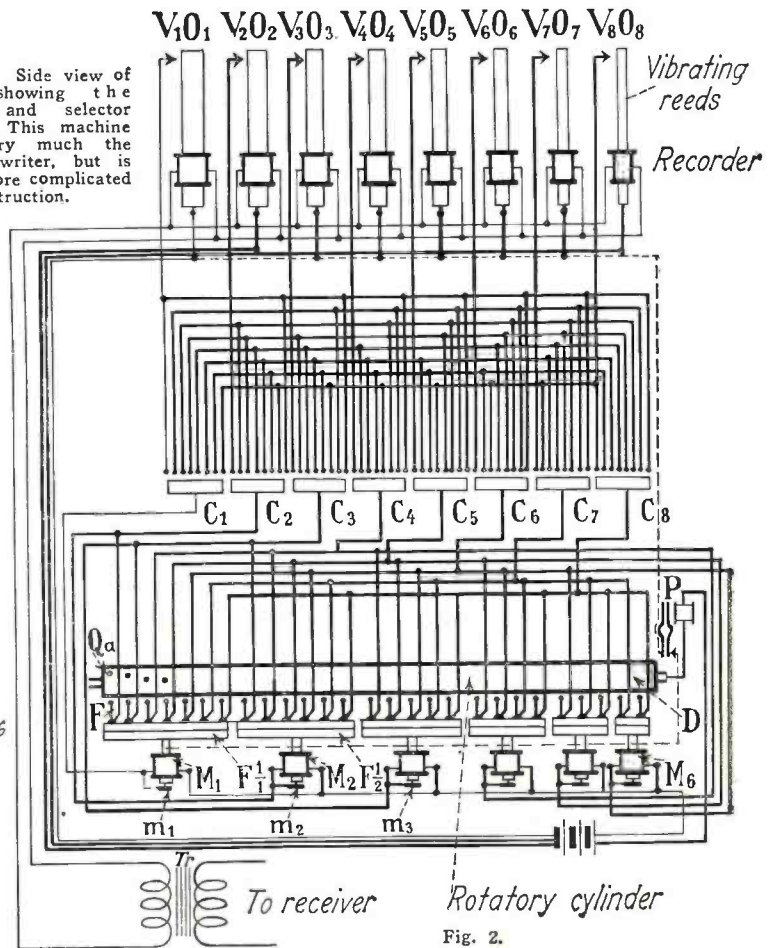 V1O1 V2O2 V3O3 V4O4 V5O5 V6O6 V7O7 V8O8
Side view of
showing the
and selector
This machine
ry much the
writer, but is
ore complicated
truction.
Vibrating
reeds
Recorder
C1 C2 C3 C4 C5 C6 C7 C8
P
Qa
F
D
M1 F1/1 M2 F1/2 M6
m1 m2 m3
6
Tr
To receiver
Rotatory cylinder
Fig. 2.